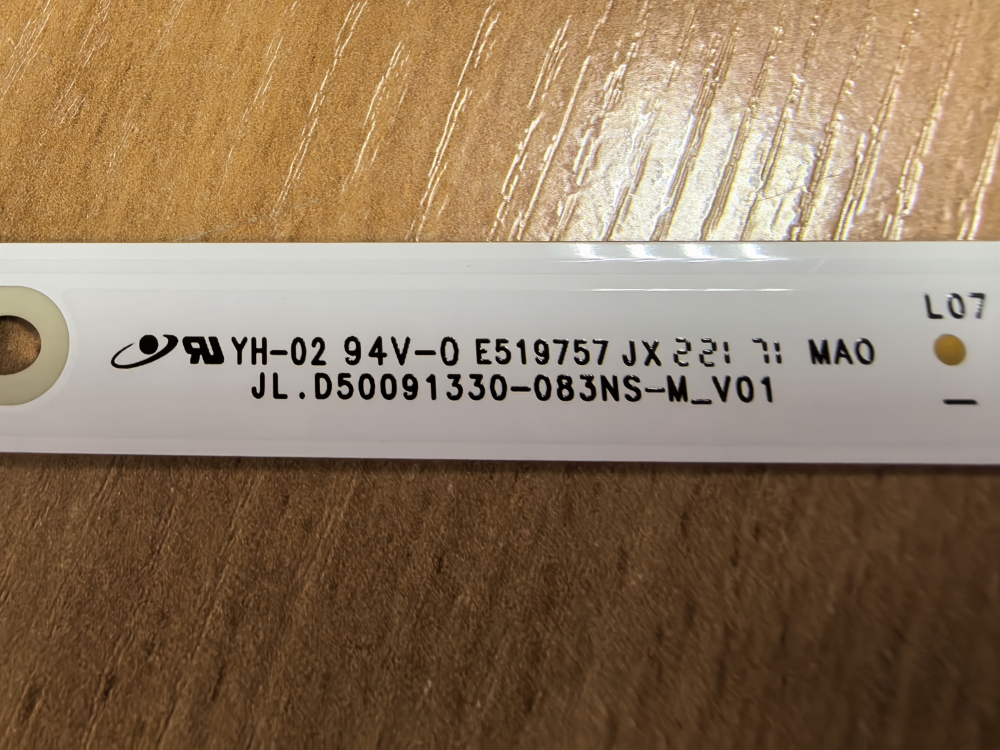 L07
YH-02 94V-0 E519757 JX 221 71 MAO
JL.D50091330-083NS-M_V01